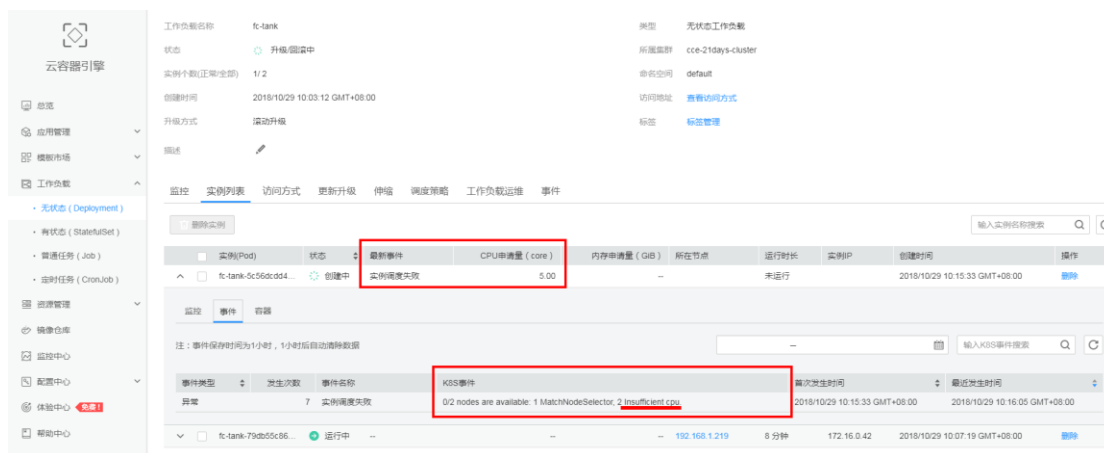 云容器引擎
总览
应用管理
模板市场
工作负载
无状态 ( Deployment )
有状态 ( StatefulSet )
普通任务 ( Job )
定时任务 ( CronJob )
资源管理
镜像仓库
监控中心
配置中心
体验中心 免费!
帮助中心
工作负载名称 fc-tank 类型 无状态工作负载
状态 升级/回滚中 所属集群 cce-21days-cluster
实例个数(正常/全部) 1/ 2 命名空间 default
创建时间 2018/10/29 10:03:12 GMT+08:00 访问地址 查看访问方式
升级方式 滚动升级 标签 标签管理
描述
监控 实例列表 访问方式 更新升级 伸缩 调度策略 工作负载运维 事件
删除实例 输入实例名称搜索
实例(Pod) 状态 最新事件 CPU申请量 ( core ) 内存申请量 ( GiB ) 所在节点 运行时长 实例IP 创建时间 操作
fc-tank-5c56dcdd4... 创建中 实例调度失败 5.00 -- 未运行 2018/10/29 10:15:33 GMT+08:00 删除
监控 事件 容器
注:事件保存时间为1小时,1小时后自动清除数据 -- 输入K8S事件搜索
事件类型 发生次数 事件名称 K8S事件 首次发生时间 最近发生时间
异常 7 实例调度失败 0/2 nodes are available: 1 MatchNodeSelector, 2 Insufficient cpu. 2018/10/29 10:15:33 GMT+08:00 2018/10/29 10:16:05 GMT+08:00
fc-tank-79db55c86... 运行中 -- -- -- 192.168.1.219 8 分钟 172.16.0.42 2018/10/29 10:07:19 GMT+08:00 删除